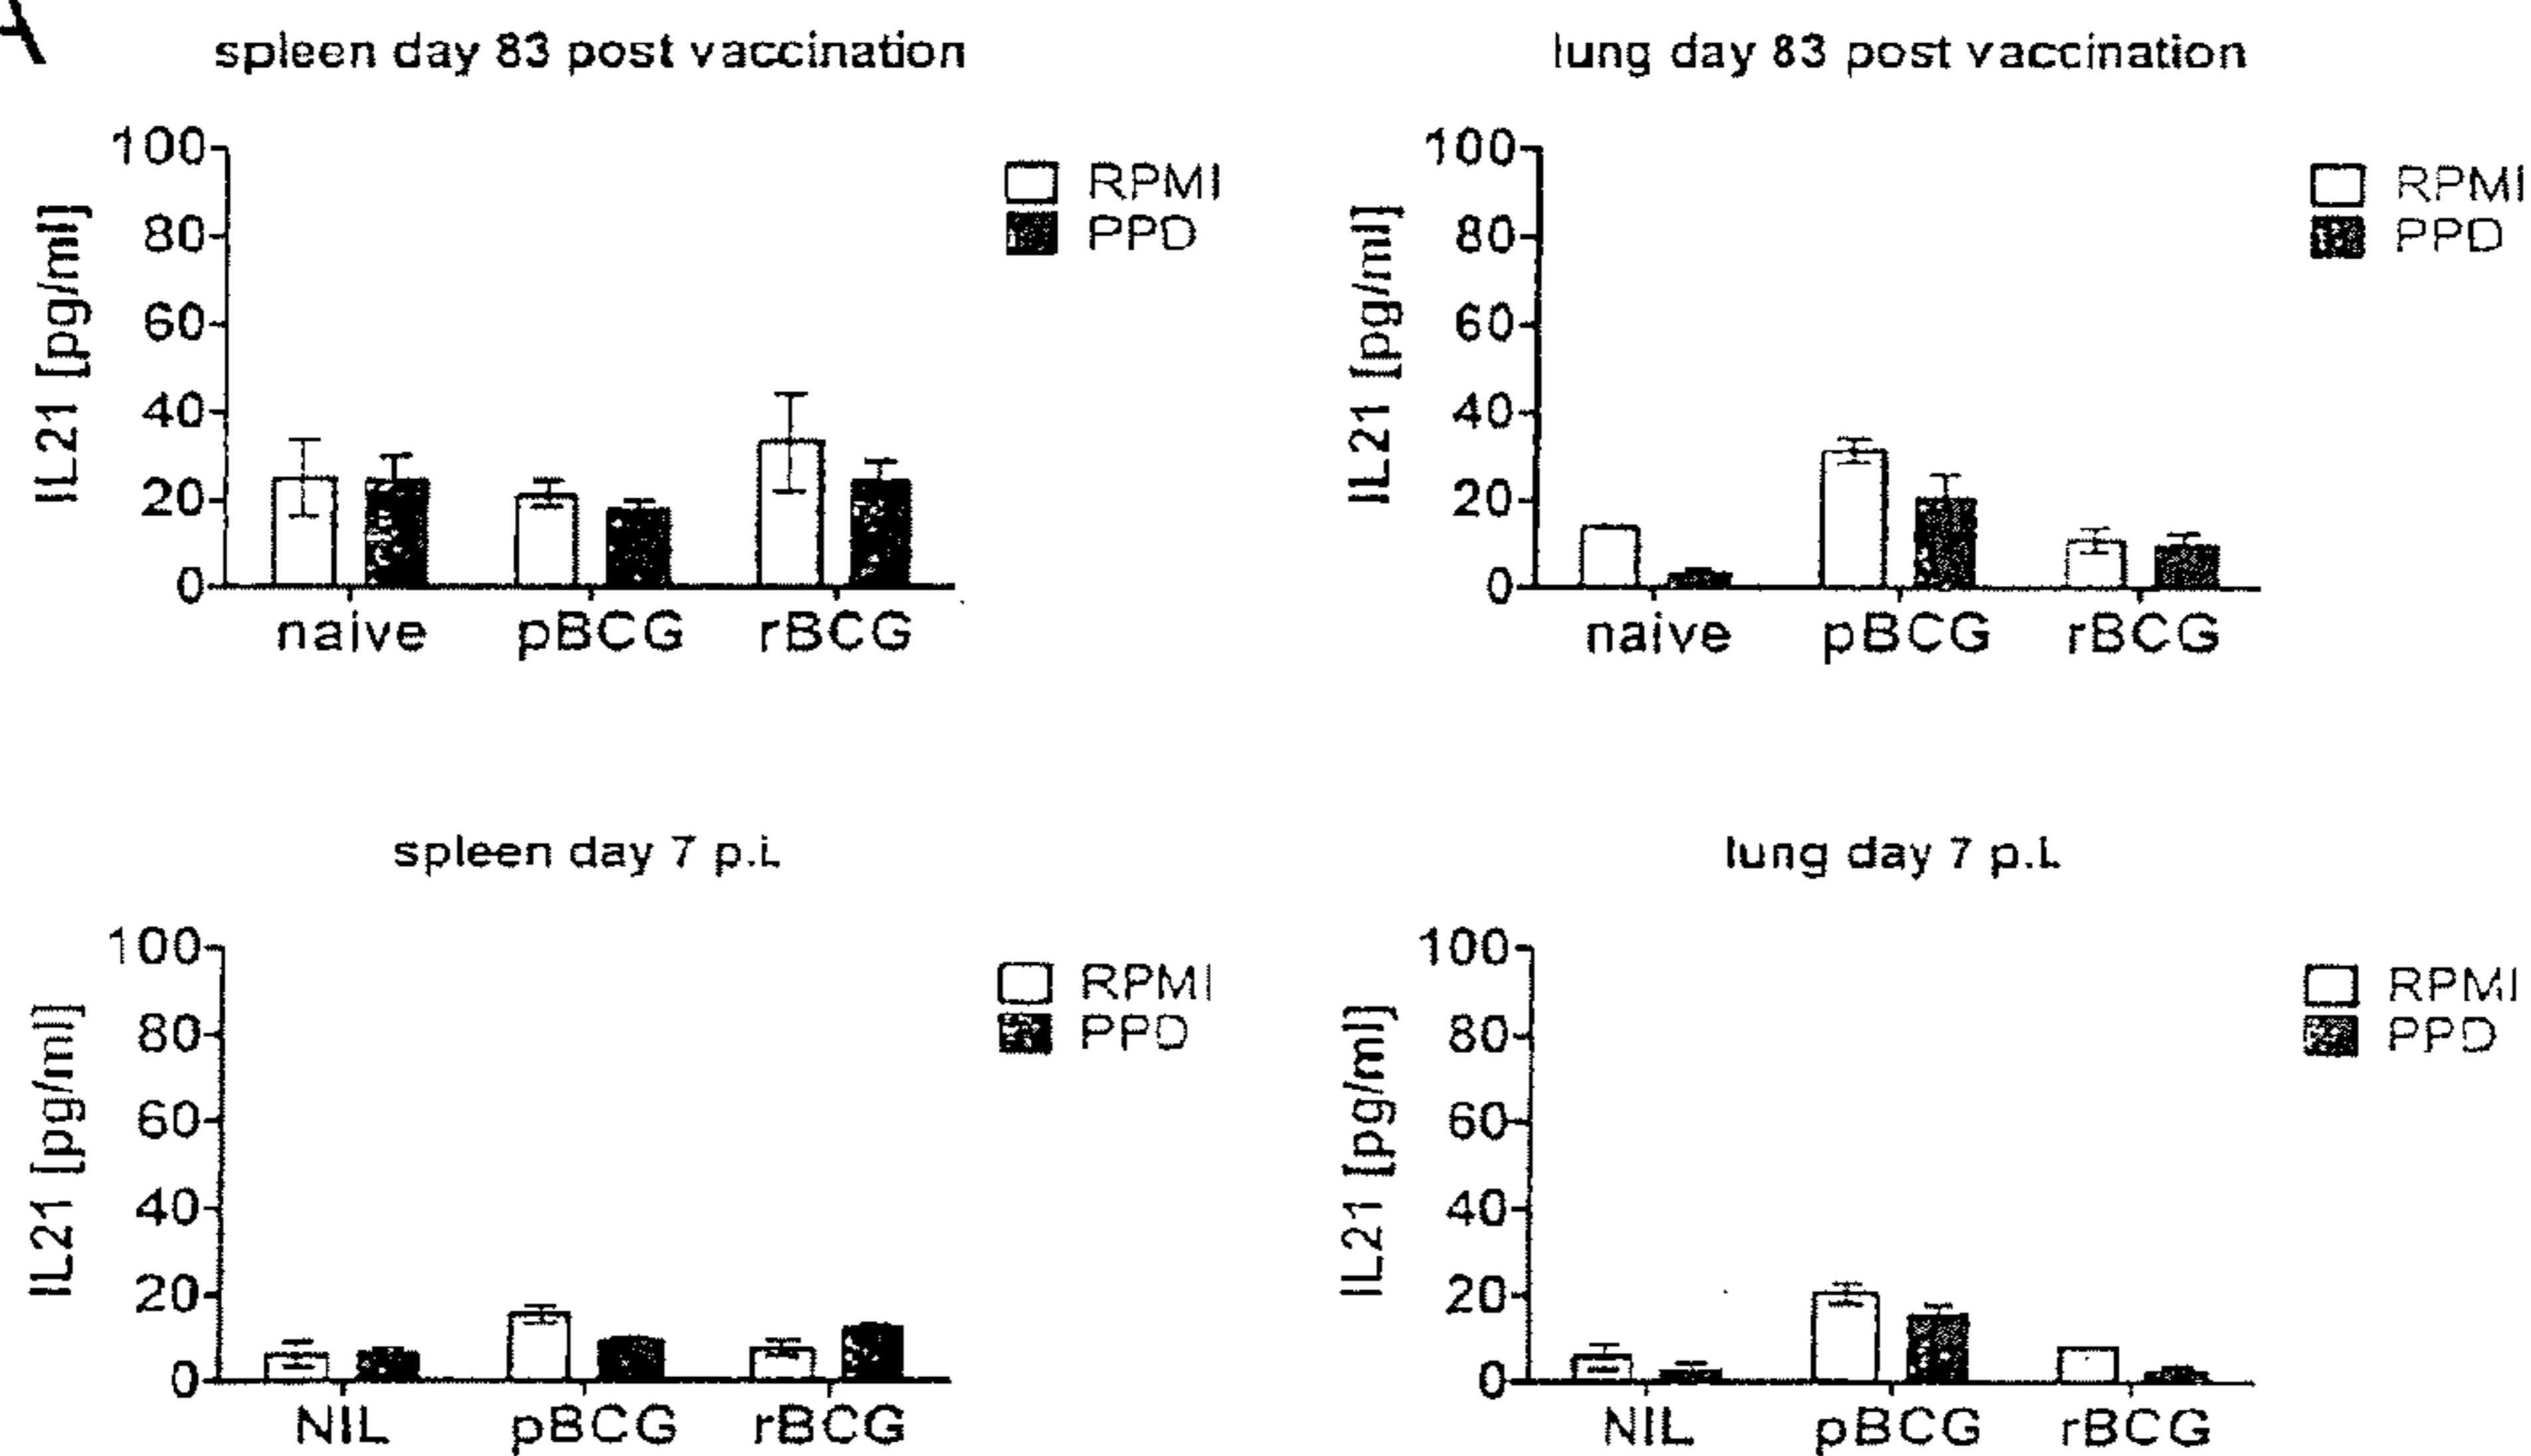 A
spleen day 83 post vaccination
IL21 [pg/ml]
100
80
60
40
20
0
naive pBCG rBCG
RPMI
PPD
lung day 83 post vaccination
IL21 [pg/ml]
100
80
60
40
20
0
naive pBCG rBCG
RPMI
PPD
spleen day 7 p.i.
IL21 [pg/ml]
100
80
60
40
20
0
NIL pBCG rBCG
RPMI
PPD
lung day 7 p.i.
IL21 [pg/ml]
100
80
60
40
20
0
NIL pBCG rBCG
RPMI
PPD